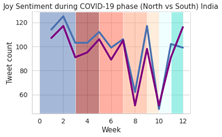 Joy Sentiment during COVID-19 phase (North vs South) India
Tweet count
120
100
80
60
0 2 4 6 8 10 12
Week